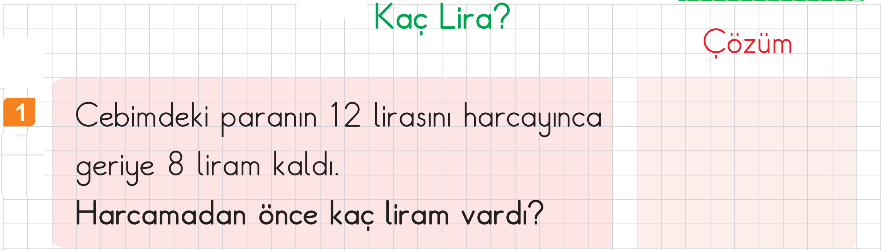 Kaç Lira?
Çözüm
1
Cebimdeki paranın 12 lirasını harcayınca
geriye 8 liram kaldı.
Harcamadan önce kaç liram vardı?